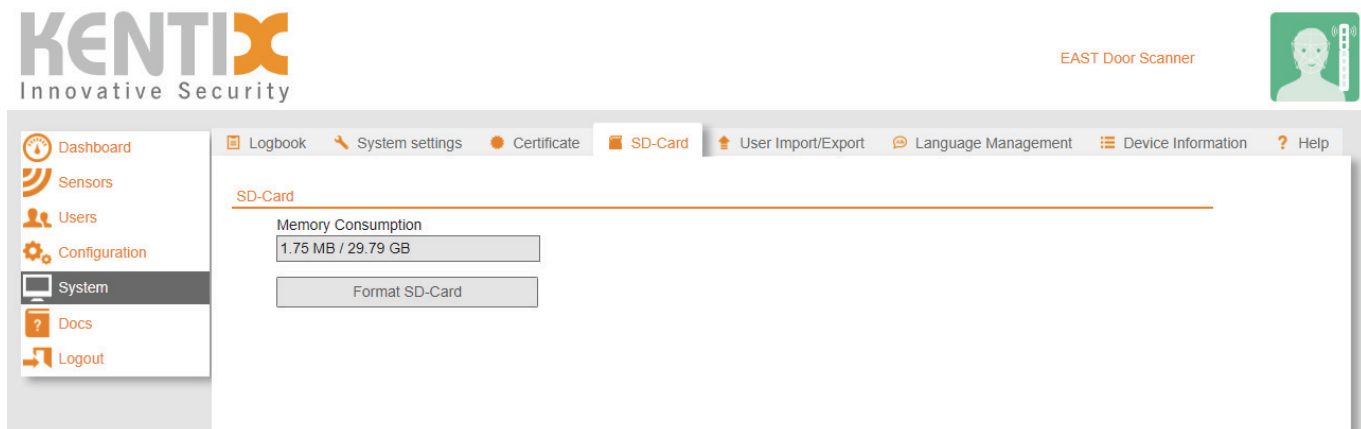 KENTIX
Innovative Security
EAST Door Scanner
Dashboard
Sensors
Users
Configuration
System
? Docs
Logout
Logbook
System settings
Certificate
SD-Card
User Import/Export
Language Management
Device Information
? Help
SD-Card
Memory Consumption
1.75 MB / 29.79 GB
Format SD-Card